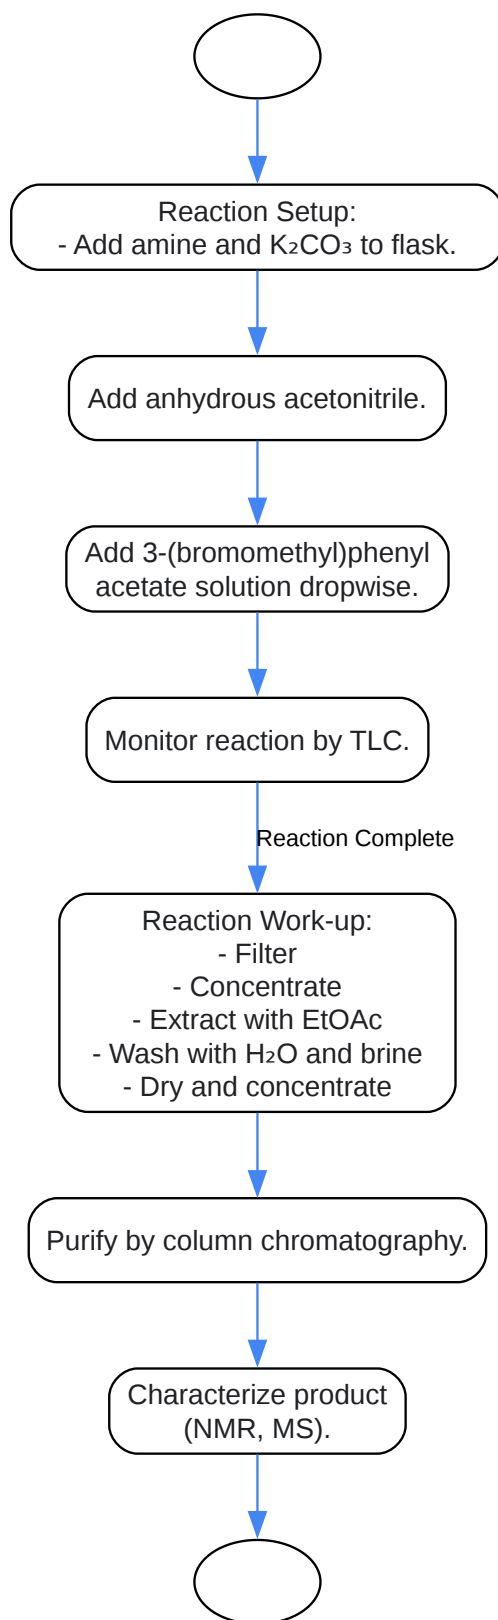 Reaction Setup:
- Add amine and K₂CO₃ to flask.
Add anhydrous acetonitrile.
Add 3-(bromomethyl)phenyl
acetate solution dropwise.
Monitor reaction by TLC.
Reaction Complete
Reaction Work-up:
- Filter
- Concentrate
- Extract with EtOAc
- Wash with H₂O and brine
- Dry and concentrate
Purify by column chromatography.
Characterize product
(NMR, MS).